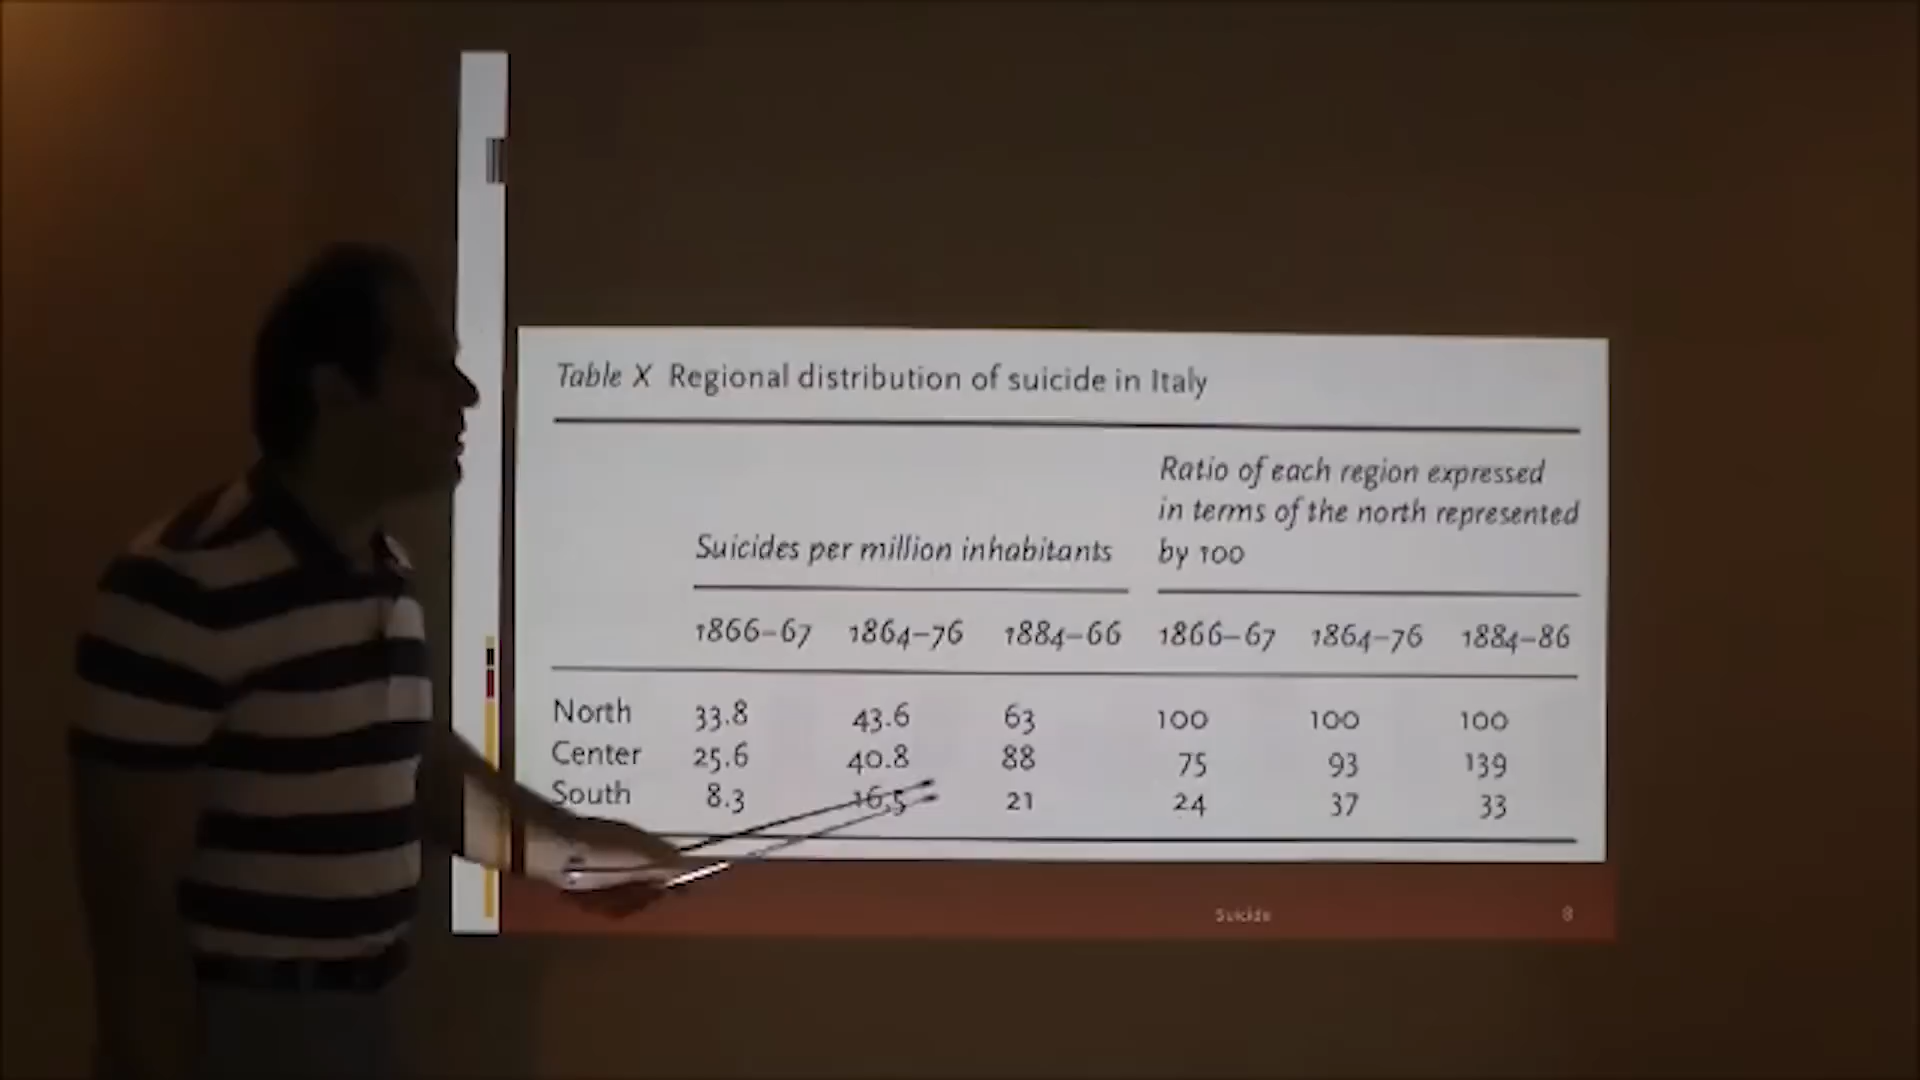 Table X Regional distribution of suicide in Italy
Ratio of each region expressed
in terms of the north represented
Suicides per million inhabitants by 100
1866–67 1864–76 1884–66 1866–67 1864–76 1884–86
North 33.8 43.6 63 100 100 100
Center 25.6 40.8 88 75 93 139
South 8.3 16.5 21 24 37 33
Suicide 8